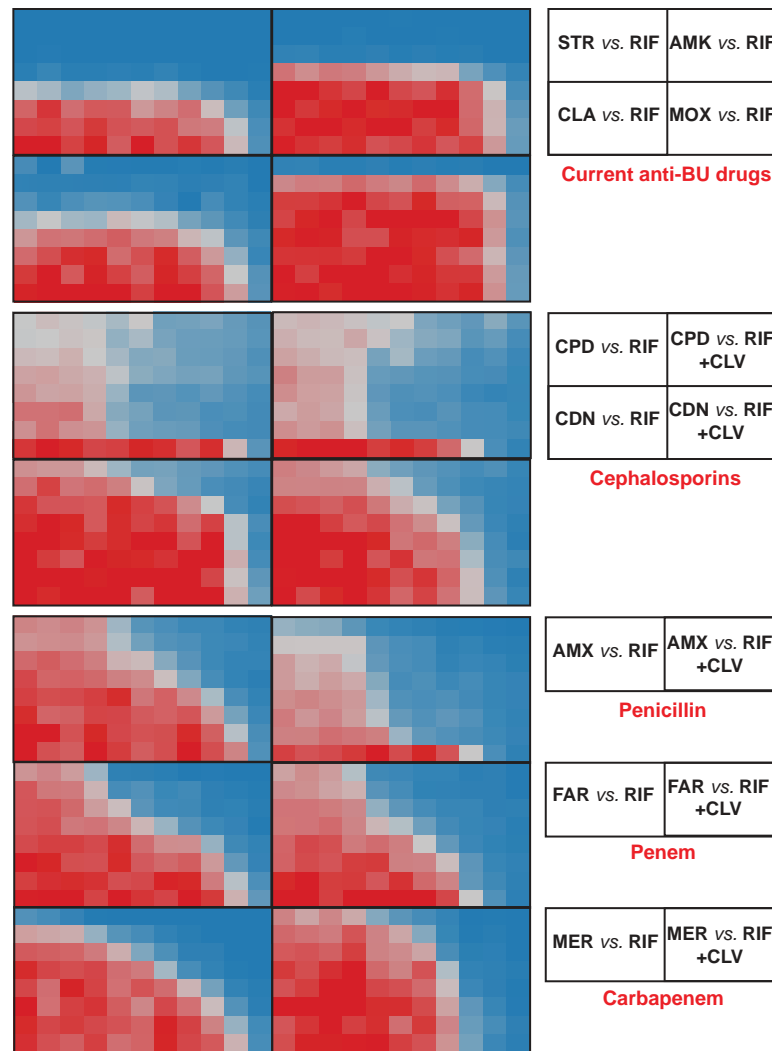 STR vs. RIF AMK vs. RIF
CLA vs. RIF MOX vs. RIF
Current anti-BU drugs
CPD vs. RIF CPD vs. RIF
+CLV
CDN vs. RIF CDN vs. RIF
+CLV
Cephalosporins
AMX vs. RIF AMX vs. RIF
+CLV
Penicillin
FAR vs. RIF FAR vs. RIF
+CLV
Penem
MER vs. RIF MER vs. RIF
+CLV
Carbapenem